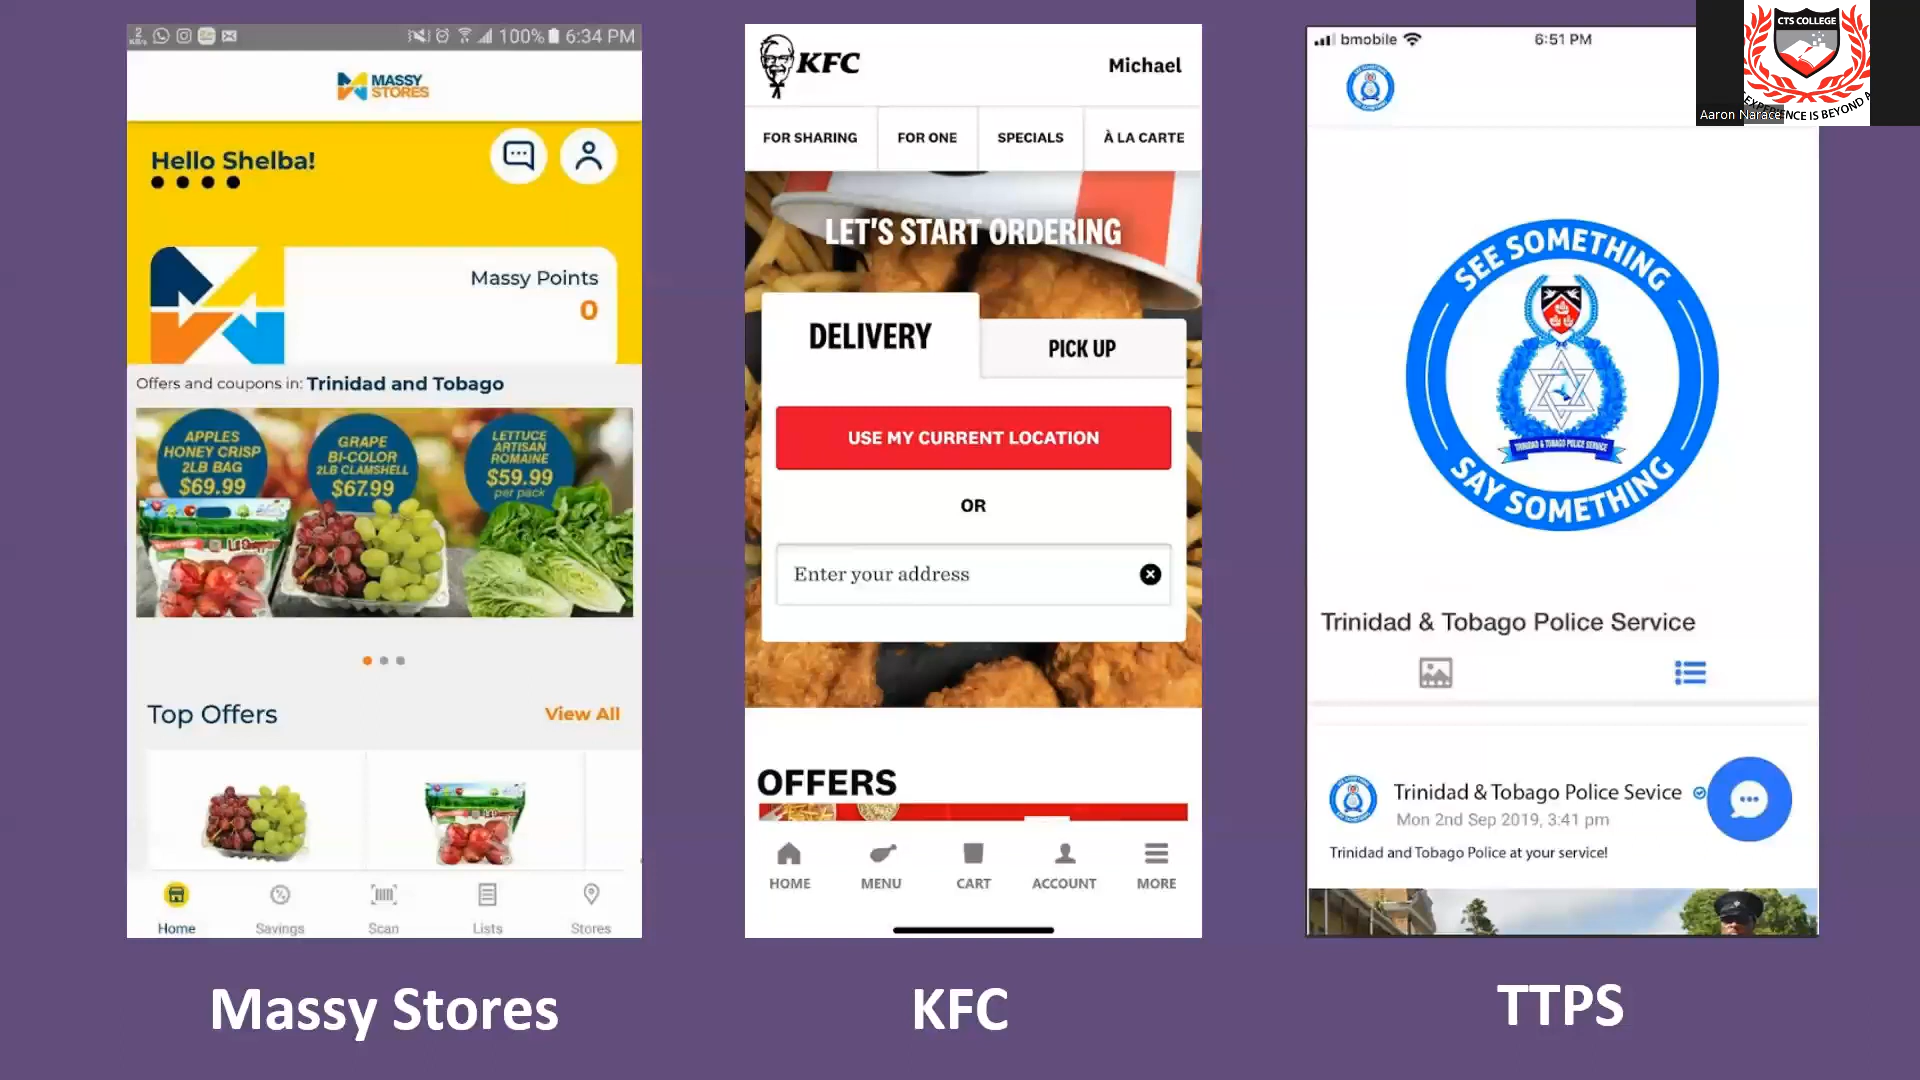 6:34 PM
100%
MASSY
STORES
Hello Shelba!
Massy Points
0
Offers and coupons in: Trinidad and Tobago
APPLES
HONEY CRISP
2LB BAG
$69.99
GRAPE
BI-COLOR
2LB CLAMSHELL
$67.99
LETTUCE
ARTISAN
ROMAINE
$59.99
per pack
Top Offers
View All
Home
Savings
Scan
Lists
Stores
Massy Stores
KFC
Michael
FOR SHARING
FOR ONE
SPECIALS
À LA CARTE
LET'S START ORDERING
DELIVERY
PICK UP
USE MY CURRENT LOCATION
OR
Enter your address
OFFERS
HOME
MENU
CART
ACCOUNT
MORE
KFC
bmobile
6:51 PM
SEE SOMETHING
TRINIDAD & TOBAGO POLICE SERVICE
SAY SOMETHING
Trinidad & Tobago Police Service
Trinidad & Tobago Police Sevice
Mon 2nd Sep 2019, 3:41 pm
Trinidad and Tobago Police at your service!
TTPS
CTS COLLEGE
Aaron Narace